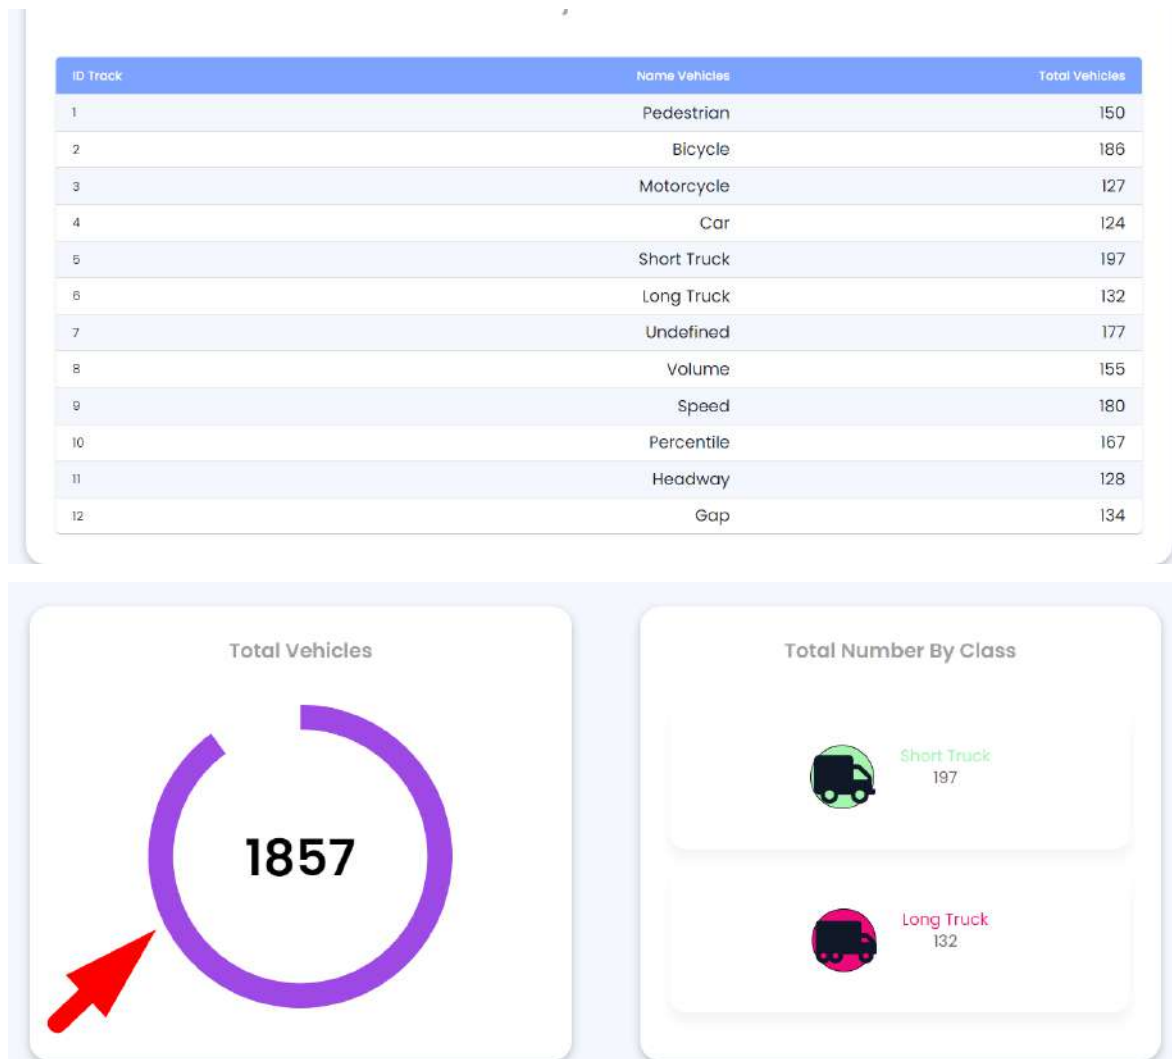 ID Track Name Vehicles Total Vehicles
1 Pedestrian 150
2 Bicycle 186
3 Motorcycle 127
4 Car 124
5 Short Truck 197
6 Long Truck 132
7 Undefined 177
8 Volume 155
9 Speed 180
10 Percentile 167
11 Headway 128
12 Gap 134
Total Vehicles
1857
Total Number By Class
Short Truck
197
Long Truck
132